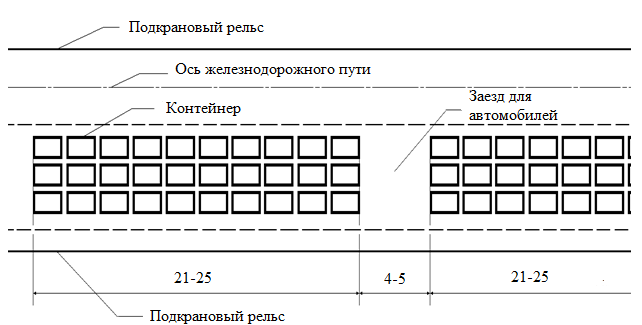 Подкрановый рельс
Ось железнодорожного пути
Контейнер
Заезд для
автомобилей
21-25
4-5
21-25
Подкрановый рельс